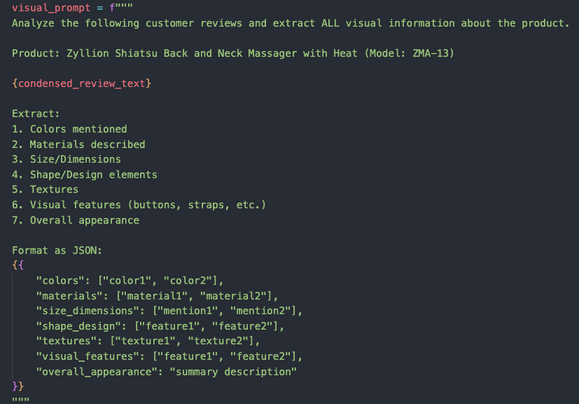 visual_prompt = f"""
Analyze the following customer reviews and extract ALL visual information about the product.
Product: Zyllion Shiatsu Back and Neck Massager with Heat (Model: ZMA-13)
{condensed_review_text}
Extract:
1. Colors mentioned
2. Materials described
3. Size/Dimensions
4. Shape/Design elements
5. Textures
6. Visual features (buttons, straps, etc.)
7. Overall appearance
Format as JSON:
{{
    "colors": ["color1", "color2"],
    "materials": ["material1", "material2"],
    "size_dimensions": ["mention1", "mention2"],
    "shape_design": ["feature1", "feature2"],
    "textures": ["texture1", "texture2"],
    "visual_features": ["feature1", "feature2"],
    "overall_appearance": "summary description"
}}
"""